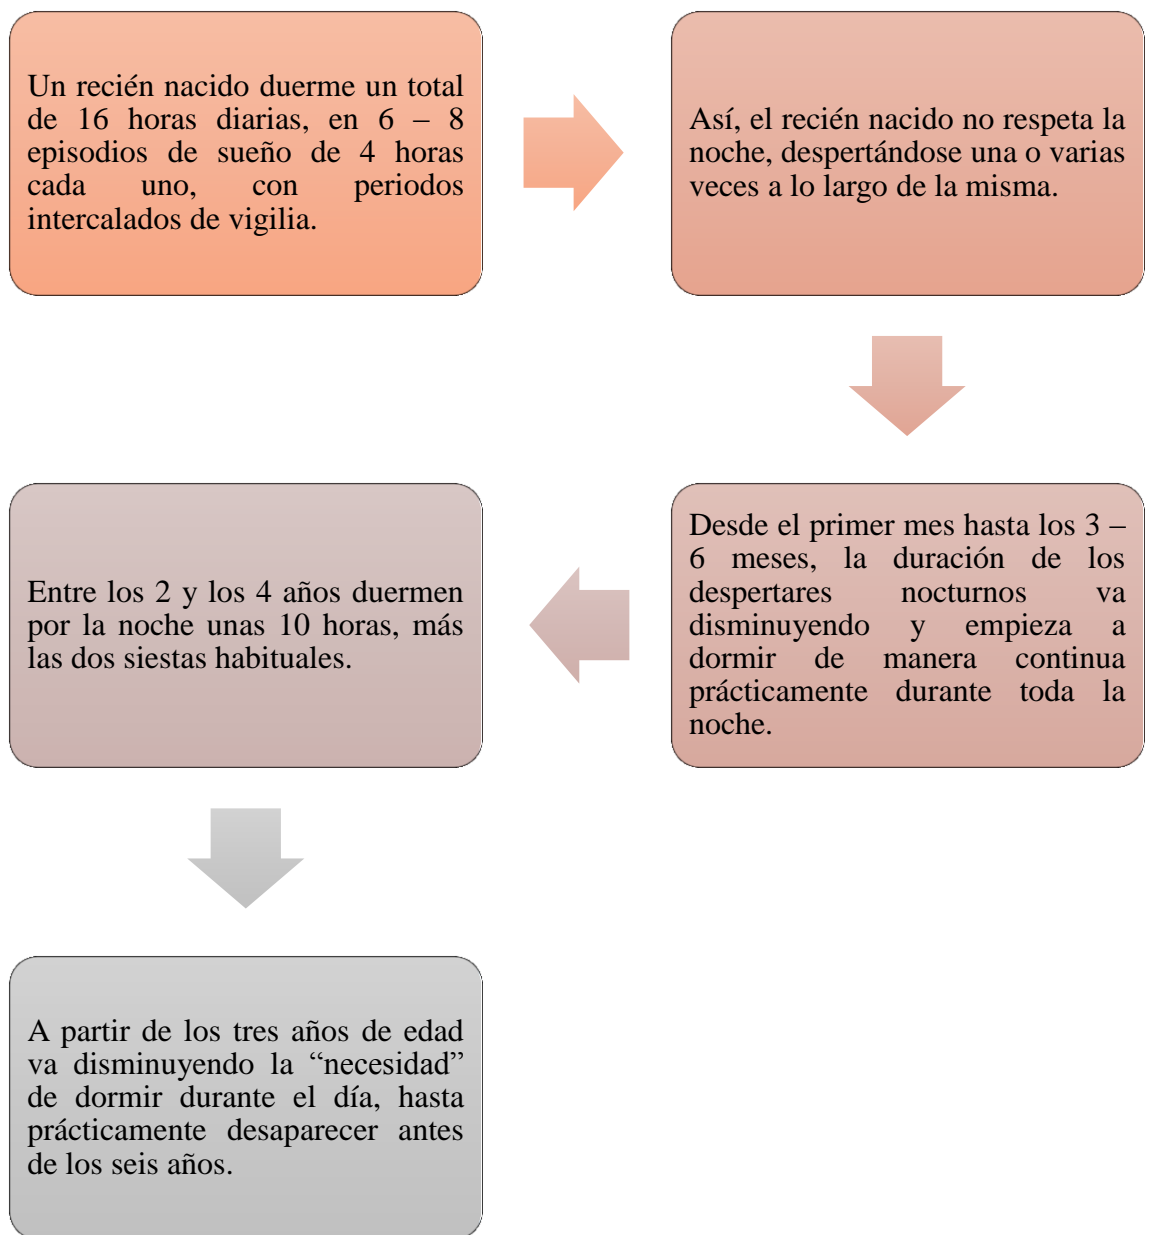 Un recién nacido duerme un total
de 16 horas diarias, en 6 – 8
episodios de sueño de 4 horas
cada uno, con periodos
intercalados de vigilia.
Así, el recién nacido no respeta la
noche, despertándose una o varias
veces a lo largo de la misma.
Desde el primer mes hasta los 3 –
6 meses, la duración de los
despertares nocturnos va
disminuyendo y empieza a
dormir de manera continua
prácticamente durante toda la
noche.
Entre los 2 y los 4 años duermen
por la noche unas 10 horas, más
las dos siestas habituales.
A partir de los tres años de edad
va disminuyendo la “necesidad”
de dormir durante el día, hasta
prácticamente desaparecer antes
de los seis años.